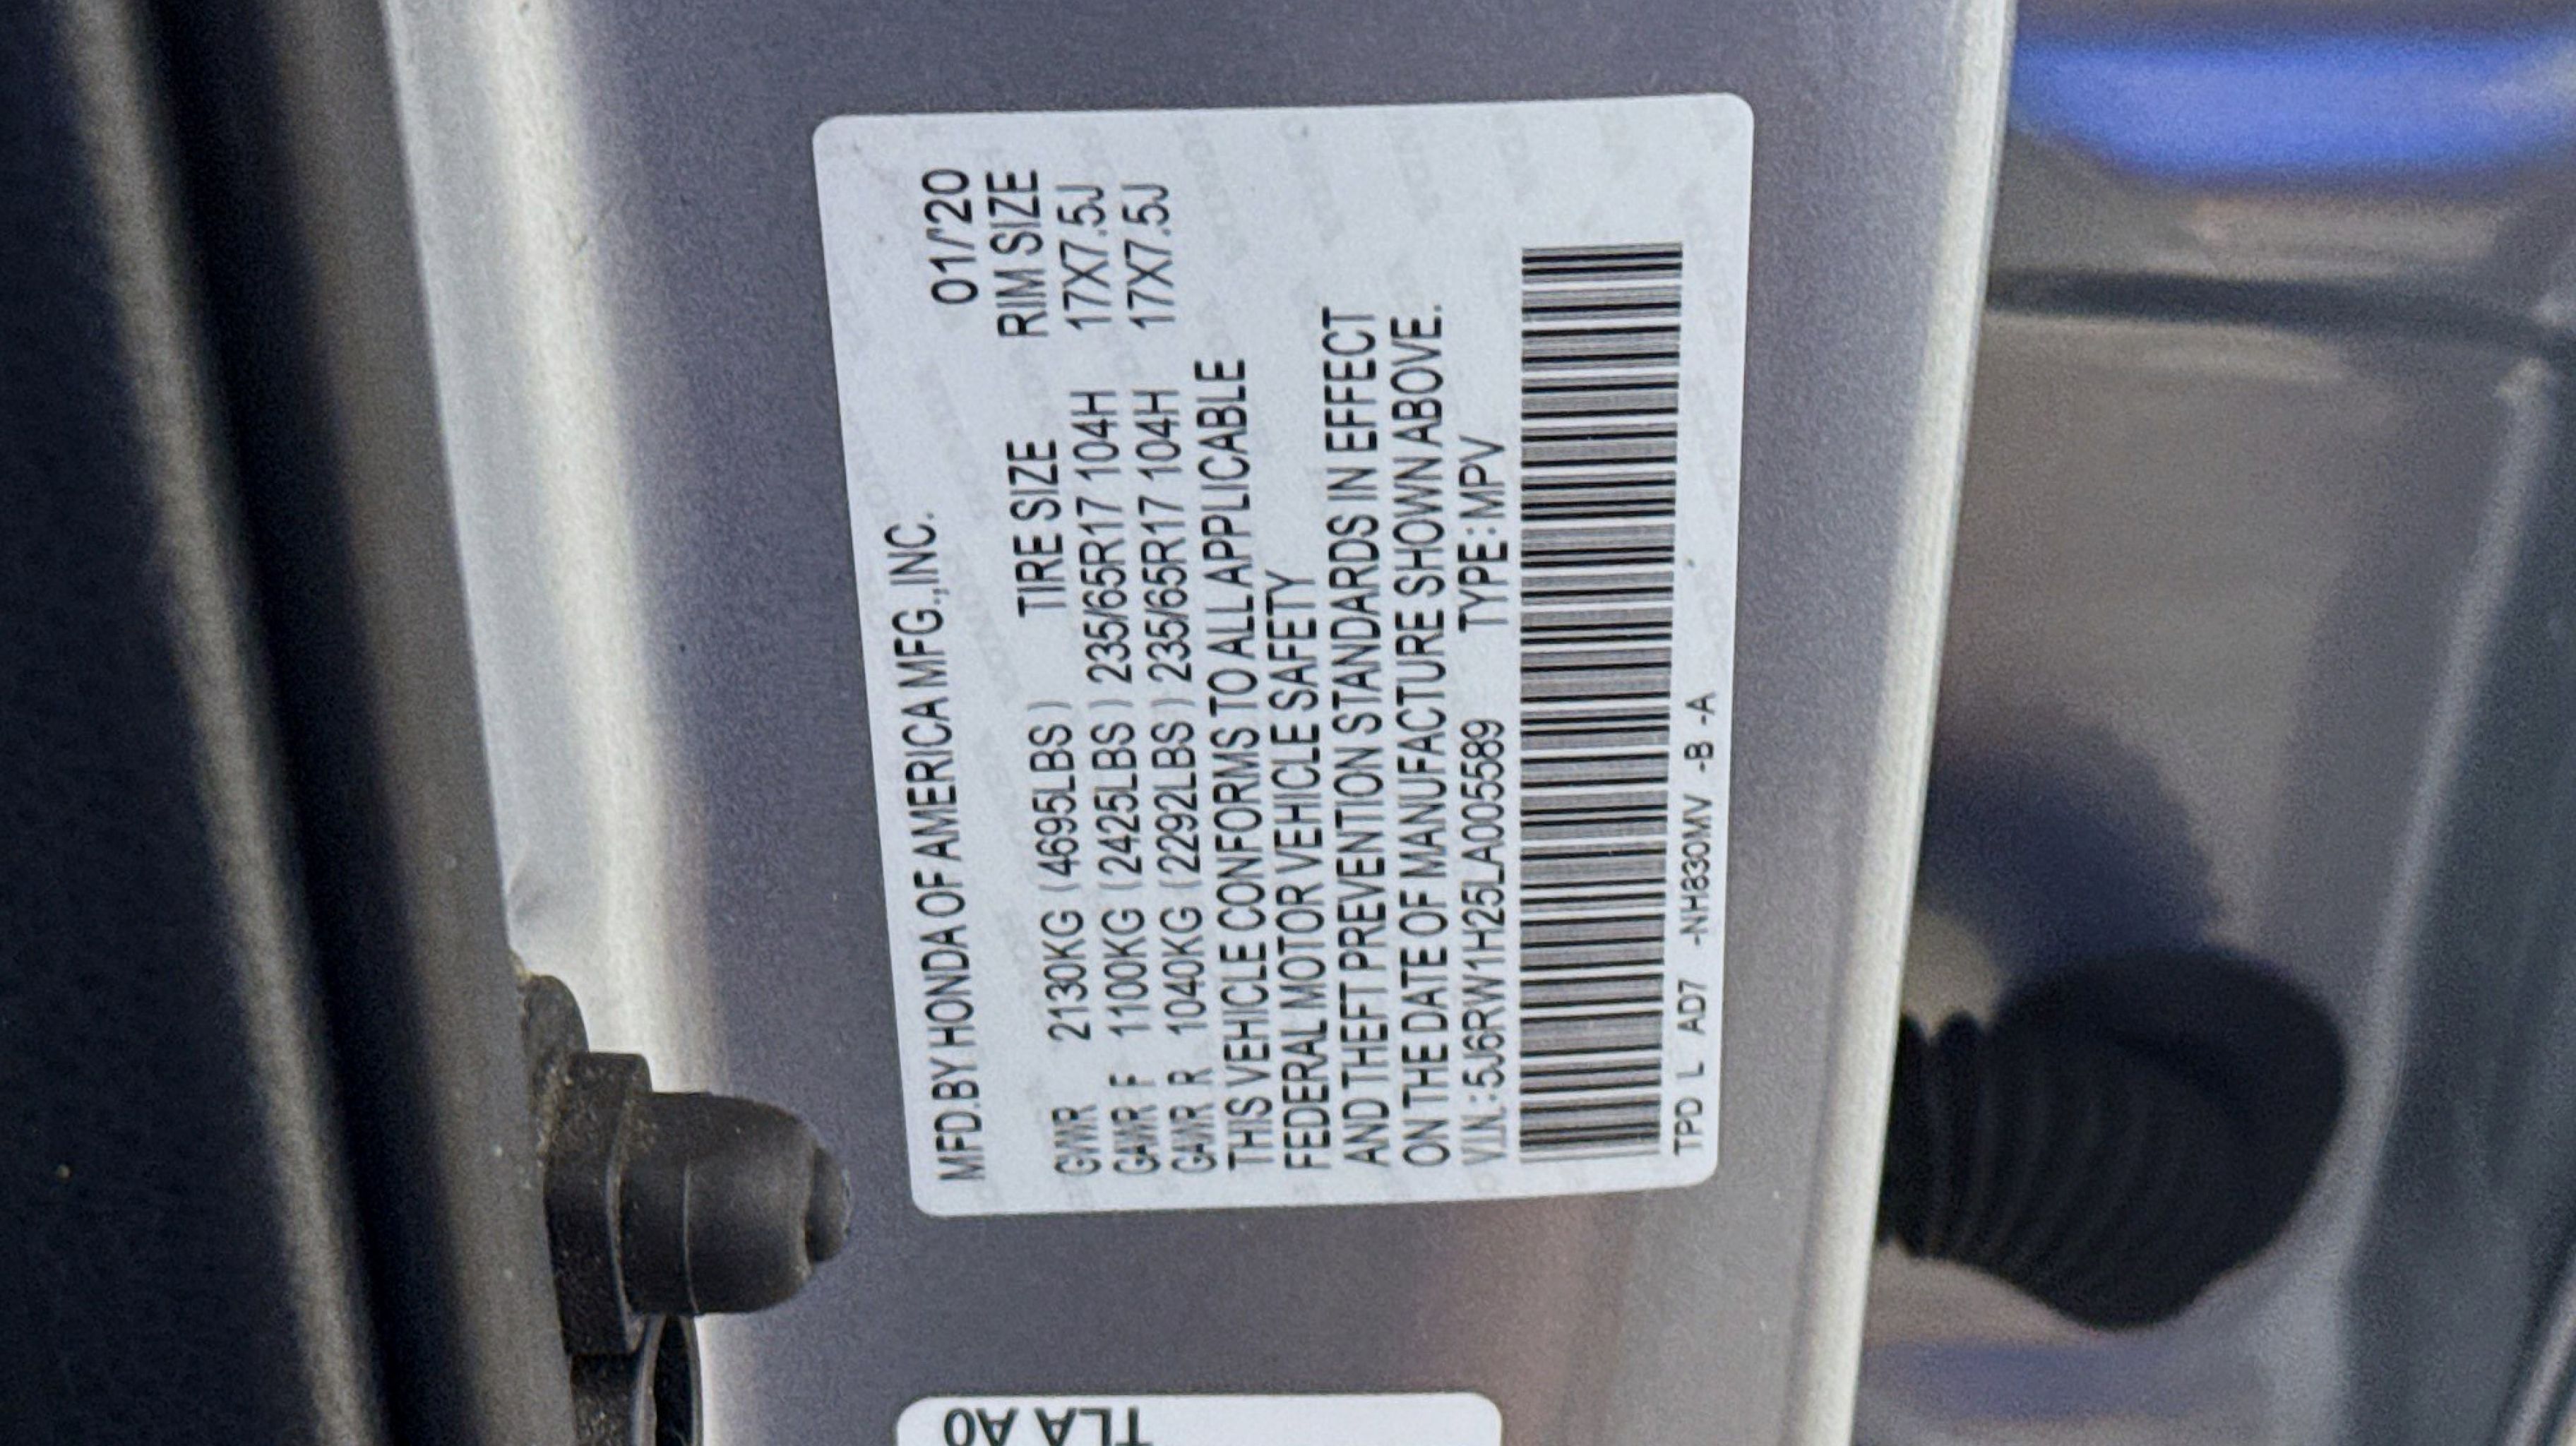 MFD.BY HONDA OF AMERICA MFG.,INC.
01/'20
TIRE SIZE RIM SIZE
GVWR 2130KG (4695LBS)
GAWR F 1100KG (2425LBS) 235/65R17 104H 17X7.5J
GAWR R 1040KG (2292LBS) 235/65R17 104H 17X7.5J
THIS VEHICLE CONFORMS TO ALL APPLICABLE
FEDERAL MOTOR VEHICLE SAFETY
AND THEFT PREVENTION STANDARDS IN EFFECT
ON THE DATE OF MANUFACTURE SHOWN ABOVE.
V.I.N.:5J6RW1H25LA005589 TYPE:MPV
TPD L AD7 -NH830MV -B -A
TLA A0